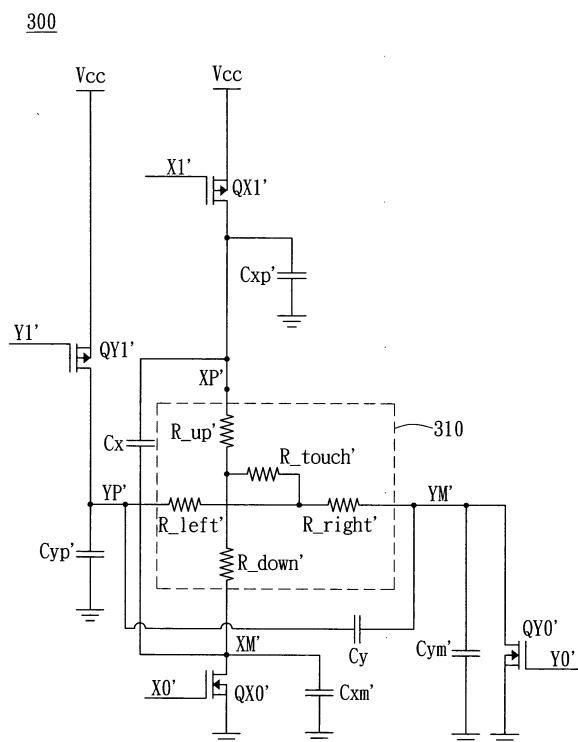 300
Vcc Vcc
X1'
QX1'
Cxp'
Y1'
QY1'
XP'
Cx
R_up'
310
R_touch'
YP'
YM'
R_left'
R_right'
Cyp'
R_down'
XM'
Cy
Cym'
QY0'
Y0'
X0'
QX0'
Cxm'